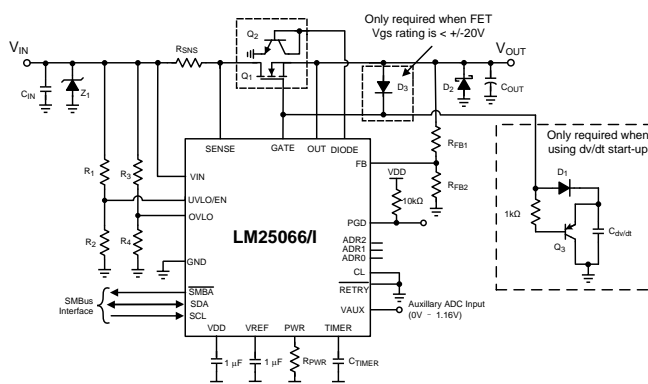 Only required when FET
Vgs rating is < +/-20V
VIN
RSNS
Q2
Q1
VOUT
CIN
Z1
D3
D2
COUT
Only required when
using dv/dt start-up
SENSE
GATE
OUT
DIODE
R1
R3
VIN
FB
RFB1
RFB2
VDD
10kΩ
D1
1kΩ
Q3
Cdv/dt
UVLO/EN
OVLO
R2
R4
LM25066/I
PGD
ADR2
ADR1
ADR0
GND
CL
RETRY
SMBus
Interface
SMBA
SDA
SCL
VAUX
Auxillary ADC Input
(0V - 1.16V)
VDD
VREF
PWR
TIMER
1 µF
1 µF
RPWR
CTIMER